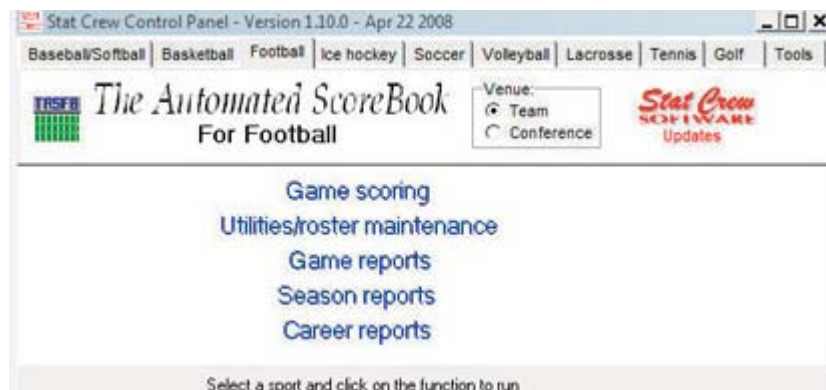 Stat Crew Control Panel - Version 1.10.0 - Apr 22 2008
Baseball/Softball Basketball Football Ice hockey Soccer Volleyball Lacrosse Tennis Golf Tools
TASFB
The Automated ScoreBook
For Football
Venue:
Team
Conference
Stat Crew
SOFTWARE
Updates
Game scoring
Utilities/roster maintenance
Game reports
Season reports
Career reports
Select a sport and click on the function to run